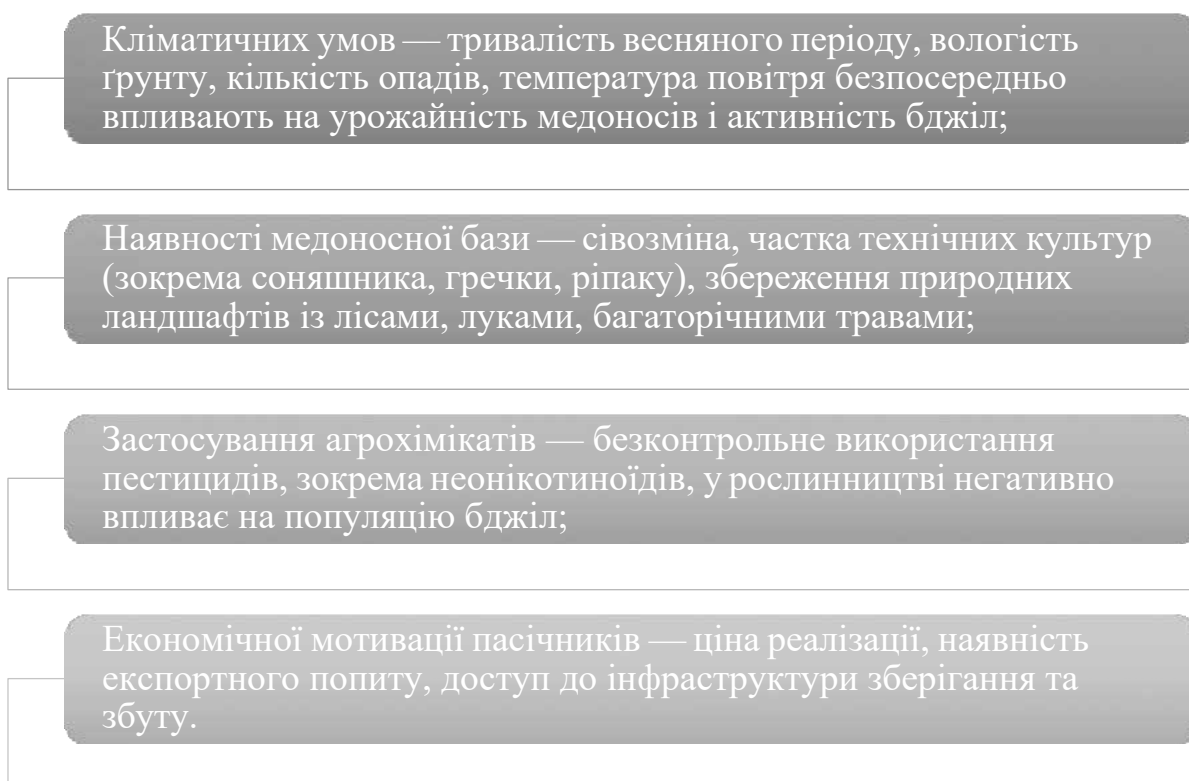 Кліматичних умов — тривалість весняного періоду, вологість
ґрунту, кількість опадів, температура повітря безпосередньо
впливають на урожайність медоносів і активність бджіл;
Наявності медоносної бази — сівозміна, частка технічних культур
(зокрема соняшника, гречки, ріпаку), збереження природних
ландшафтів із лісами, луками, багаторічними травами;
Застосування агрохімікатів — безконтрольне використання
пестицидів, зокрема неонікотиноїдів, у рослинництві негативно
впливає на популяцію бджіл;
Економічної мотивації пасічників — ціна реалізації, наявність
експортного попиту, доступ до інфраструктури зберігання та
збуту.